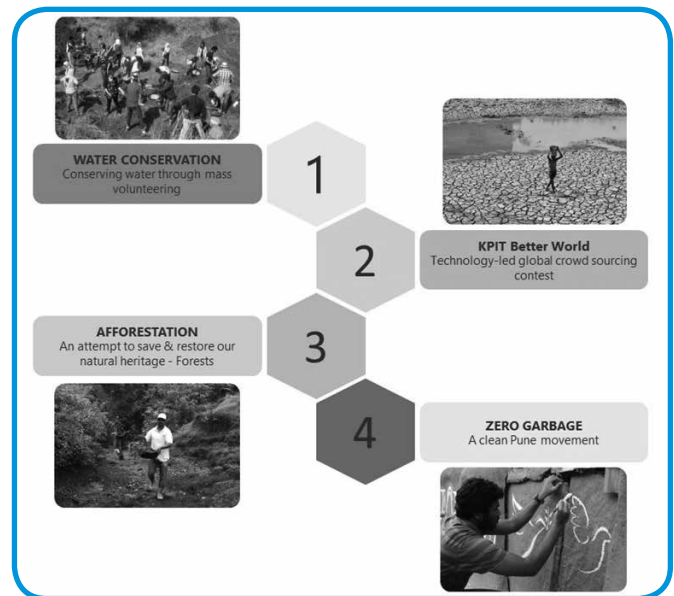 WATER CONSERVATION
Conserving water through mass
volunteering
1
KPIT Better World
Technology-led global crowd sourcing
contest
2
AFFORESTATION
An attempt to save & restore our
natural heritage - Forests
3
4
ZERO GARBAGE
A clean Pune movement